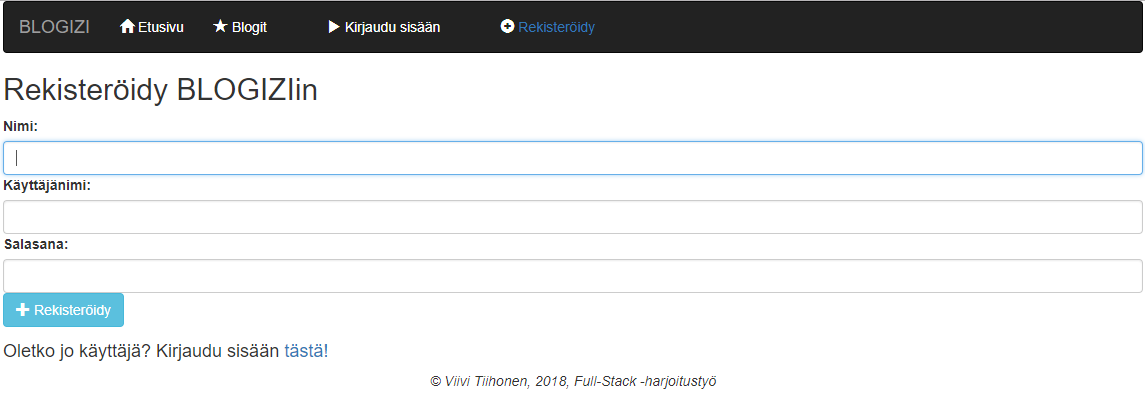 BLOGIZI Etusivu Blogit Kirjaudu sisään Rekisteröidy
Rekisteröidy BLOGIZIin
Nimi:
Käyttäjänimi:
Salasana:
Rekisteröidy
Oletko jo käyttäjä? Kirjaudu sisään tästä!
© Viivi Tiihonen, 2018, Full-Stack -harjoitustyö